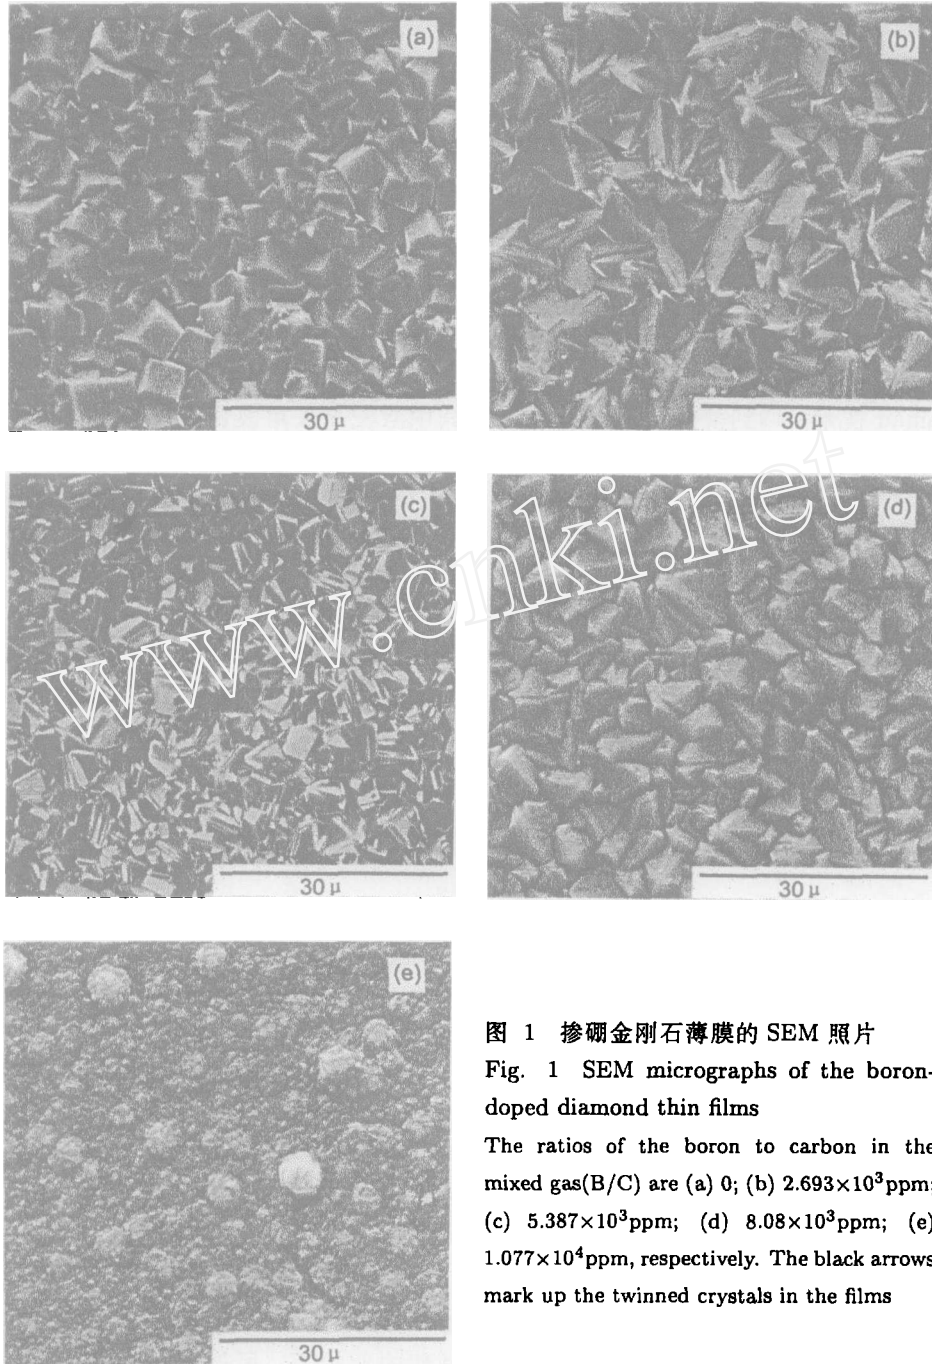 (a)
30 μ
(b)
30 μ
(c)
30 μ
(d)
30 μ
www.cnki.net
(e)
30 μ
图 1 掺硼金刚石薄膜的 SEM 照片
Fig. 1 SEM micrographs of the boron-
doped diamond thin films
The ratios of the boron to carbon in the
mixed gas(B/C) are (a) 0; (b) 2.693×10³ppm;
(c) 5.387×10³ppm; (d) 8.08×10³ppm; (e)
1.077×10⁴ppm, respectively. The black arrows
mark up the twinned crystals in the films